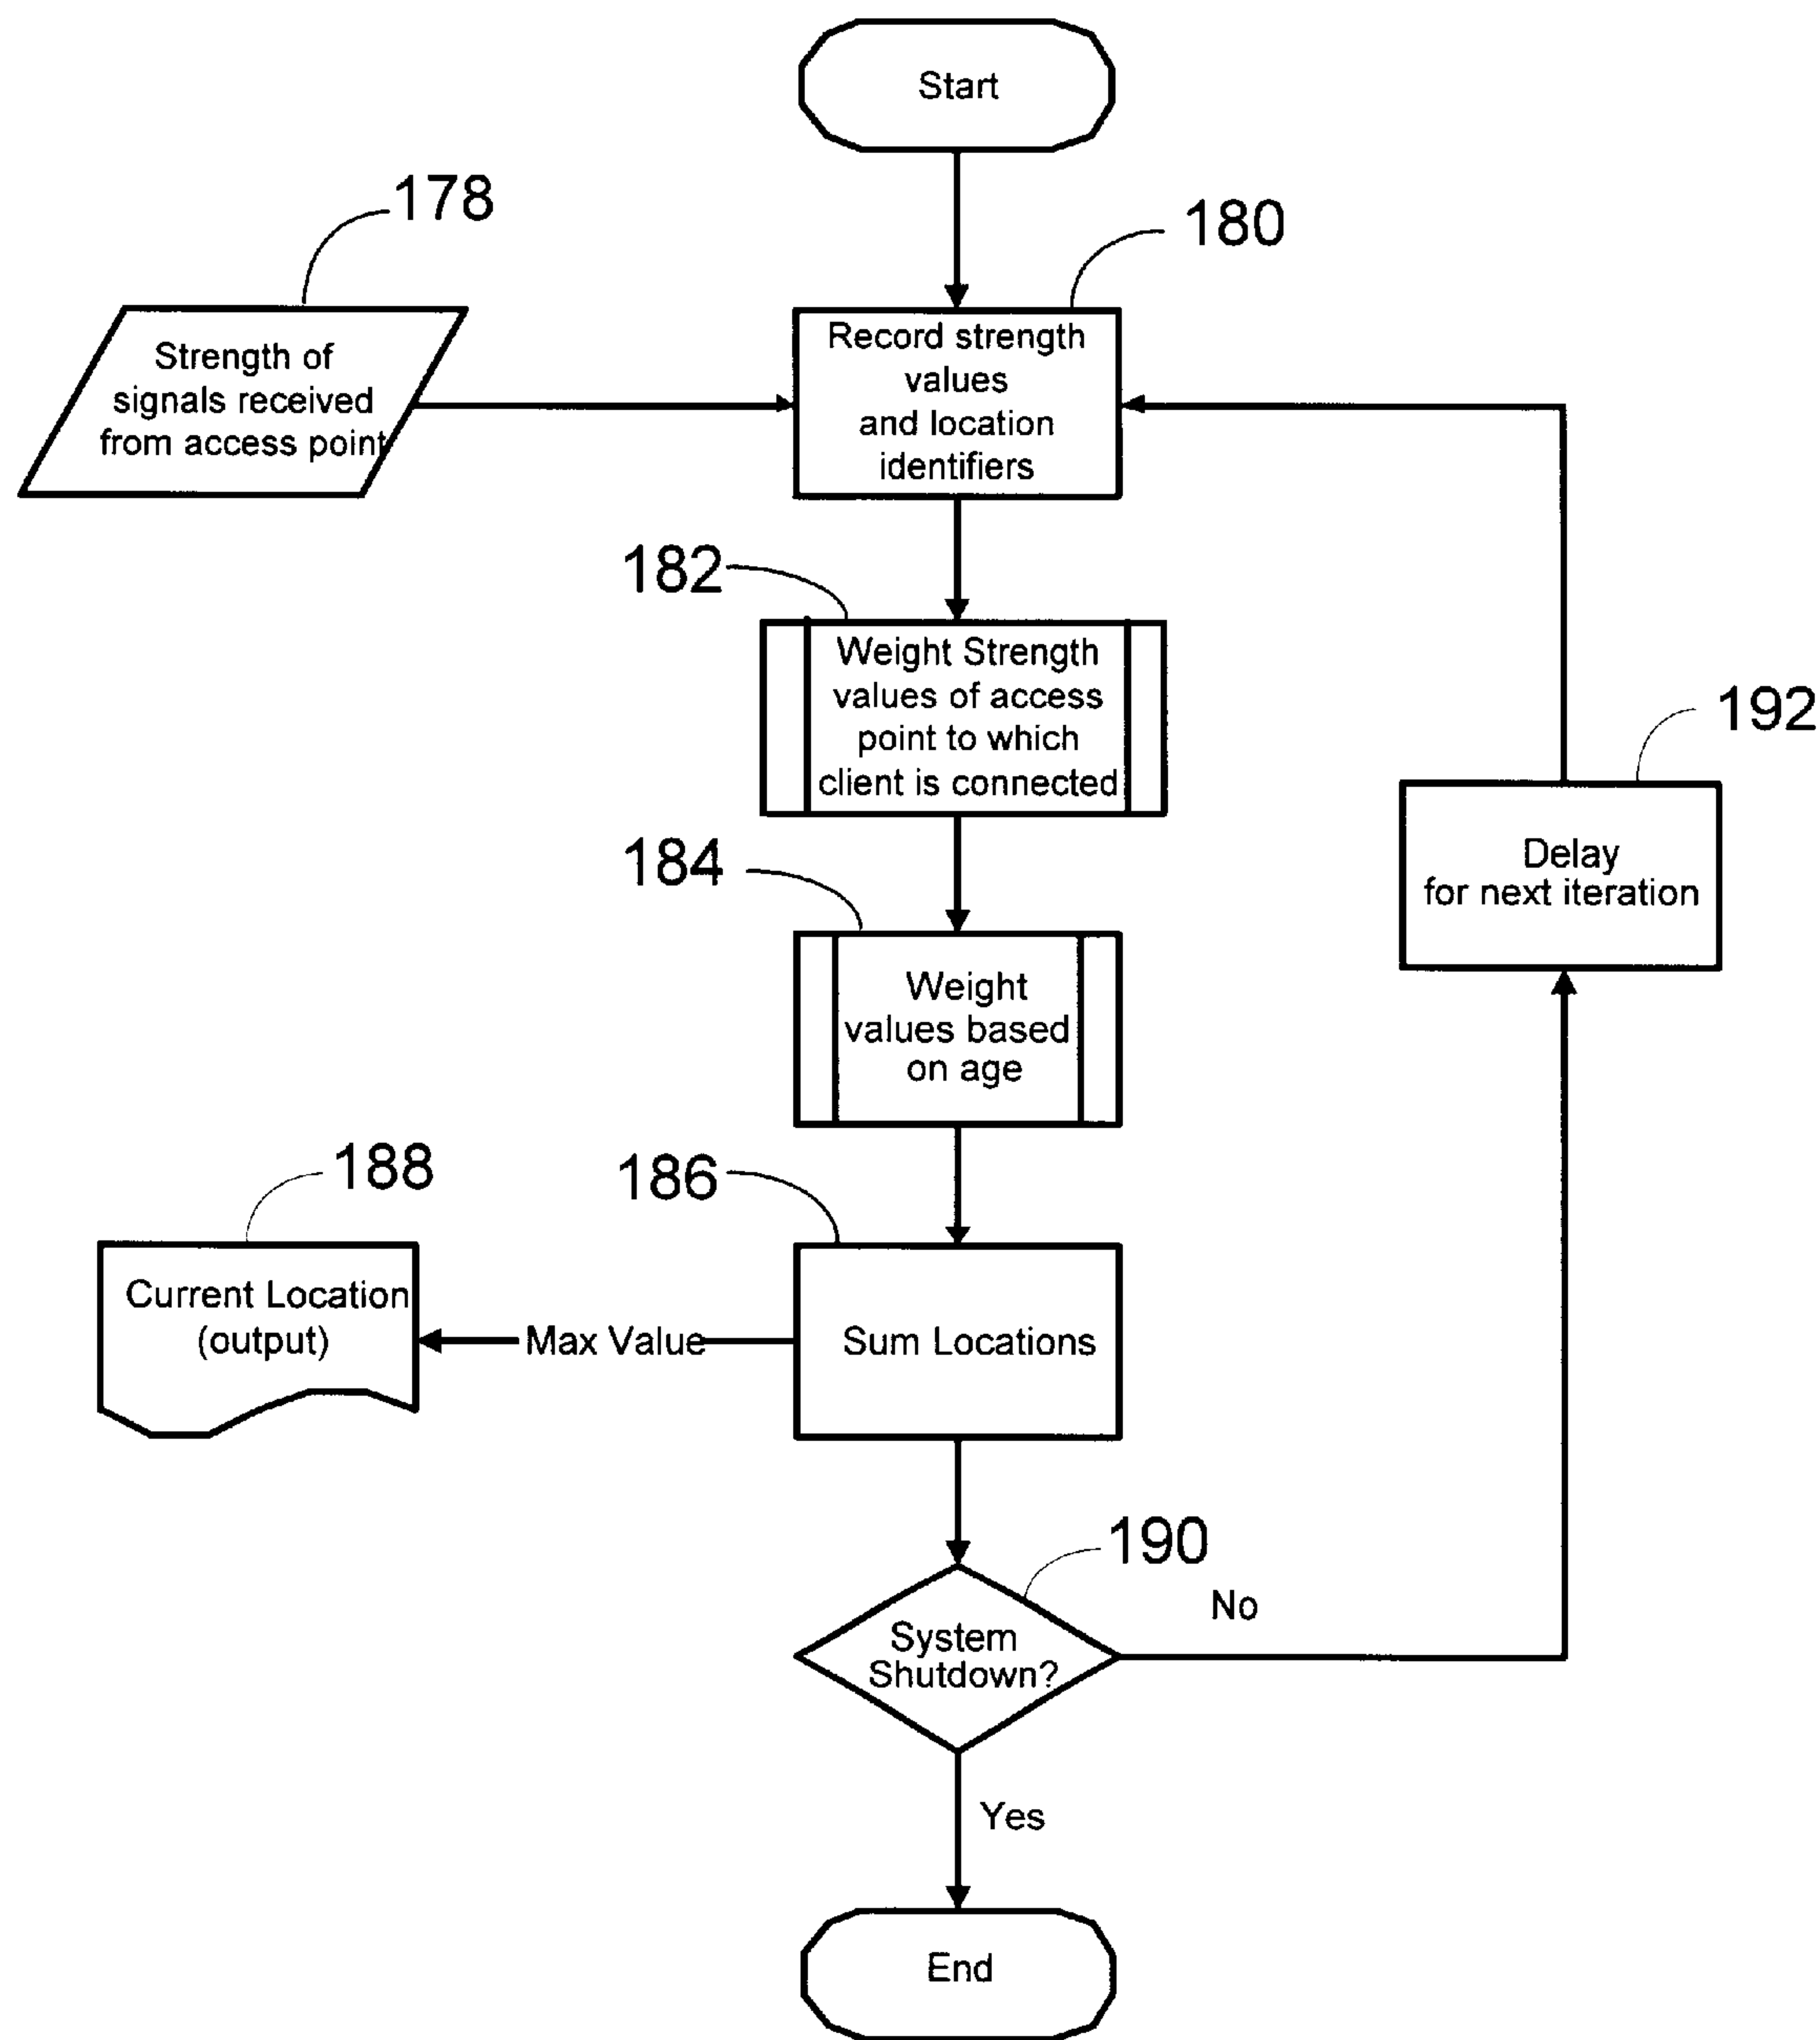 Start
178
180
Strength of
signals received
from access point
Record strength
values
and location
identifiers
182
Weight Strength
values of access
point to which
client is connected
192
Delay
for next iteration
184
Weight
values based
on age
188
186
Current Location
(output)
Max Value
Sum Locations
190
System
Shutdown?
No
Yes
End